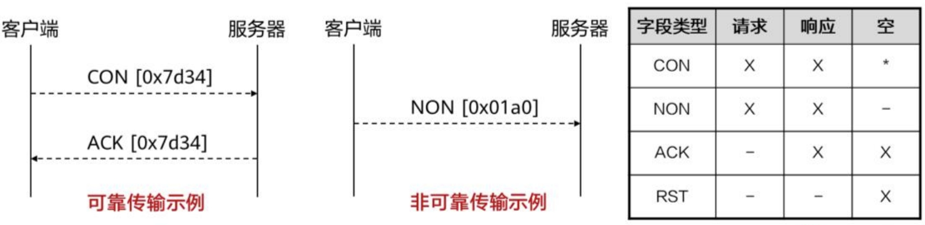 客户端 服务器
CON [0x7d34]
ACK [0x7d34]
可靠传输示例
客户端 服务器
NON [0x01a0]
非可靠传输示例
字段类型 请求 响应 空
CON X X *
NON X X −
ACK − X X
RST − − X